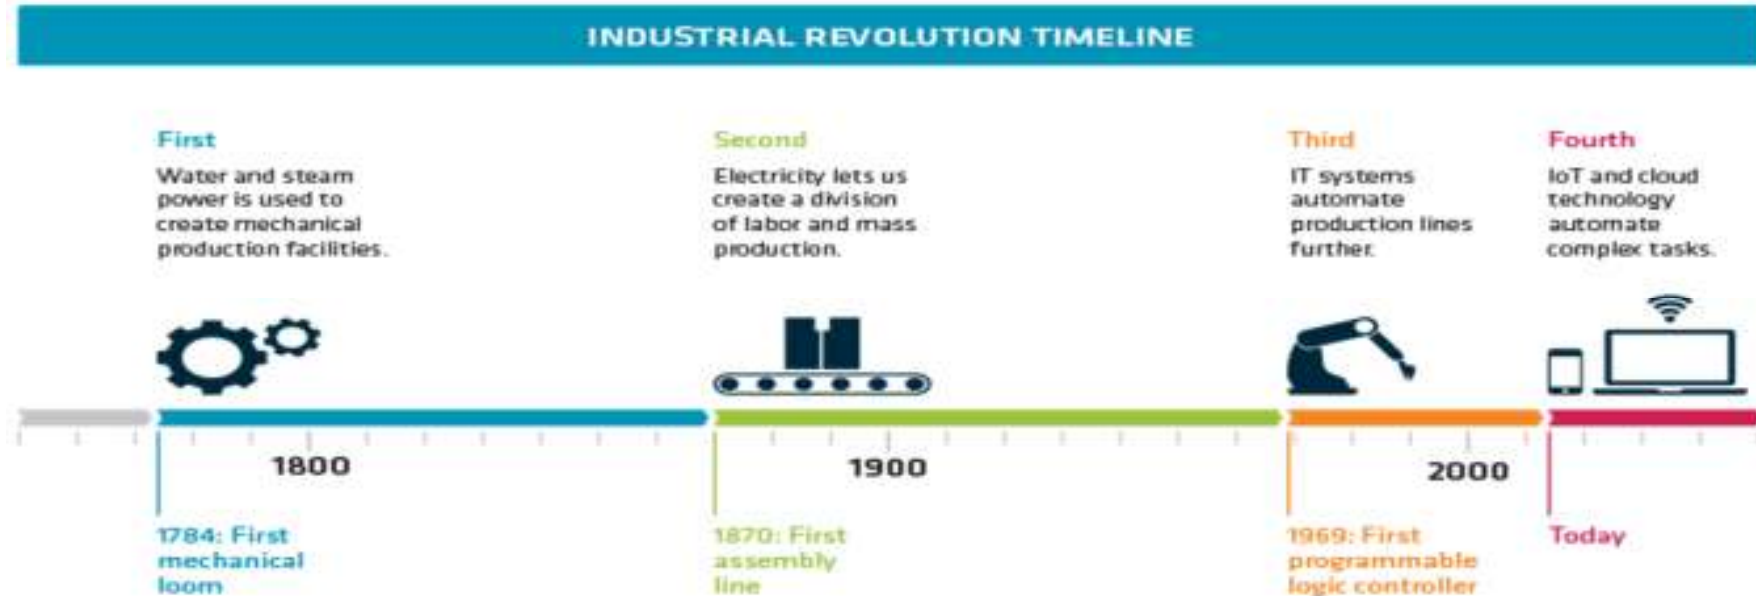 INDUSTRIAL REVOLUTION TIMELINE
First
Water and steam
power is used to
create mechanical
production facilities.
Second
Electricity lets us
create a division
of labor and mass
production.
Third
IT systems
automate
production lines
further.
Fourth
IoT and cloud
technology
automate
complex tasks.
1800
1900
2000
1784: First
mechanical
loom
1870: First
assembly
line
1969: First
programmable
logic controller
Today